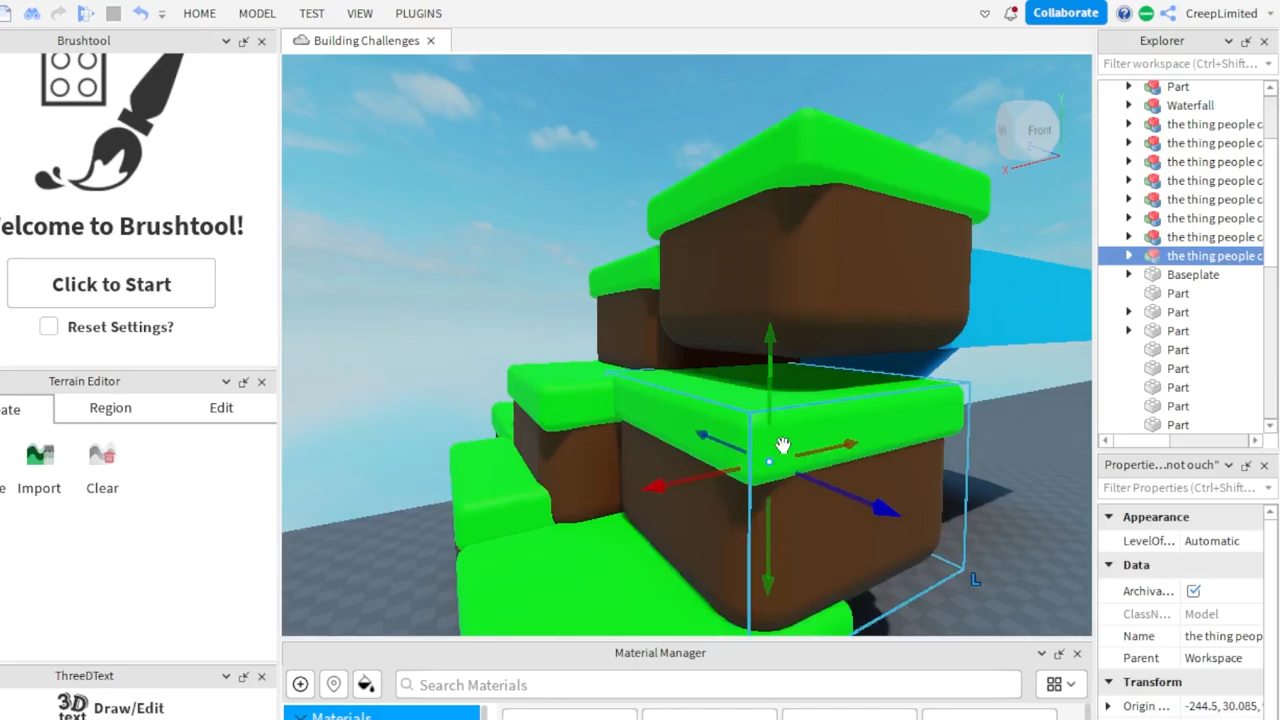 HOME MODEL TEST VIEW PLUGINS Collaborate CreepLimited
Brushtool
elcome to Brushtool!
Click to Start
Reset Settings?
Terrain Editor
ate Region Edit
e Import Clear
ThreeDText
3D text Draw/Edit
Building Challenges
Front
Y
X
Z
L
Material Manager
Search Materials
Materials
Explorer
Filter workspace (Ctrl+Shift...
Part
Waterfall
the thing people c
the thing people c
the thing people c
the thing people c
the thing people c
the thing people c
the thing people c
the thing people c
Baseplate
Part
Part
Part
Part
Part
Part
Part
Part
Propertie...not ouch"
Filter Properties (Ctrl+Shift...
Appearance
LevelOf... Automatic
Data
Archiva...
ClassN... Model
Name the thing peop
Parent Workspace
Transform
Origin -244.5, 30.085,